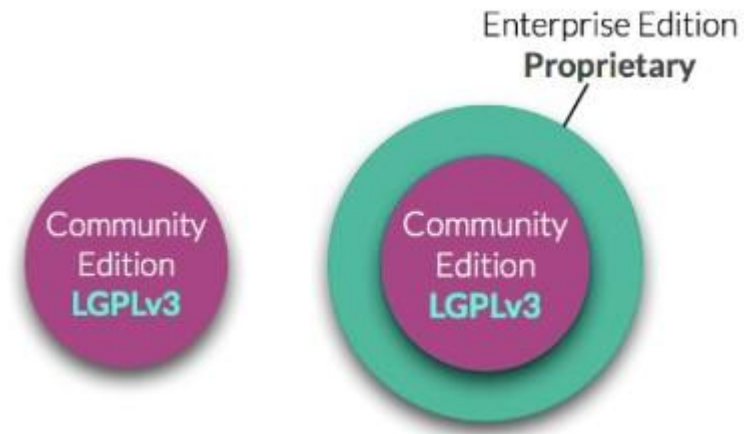 Enterprise Edition
Proprietary
Community
Edition
LGPLv3
Community
Edition
LGPLv3